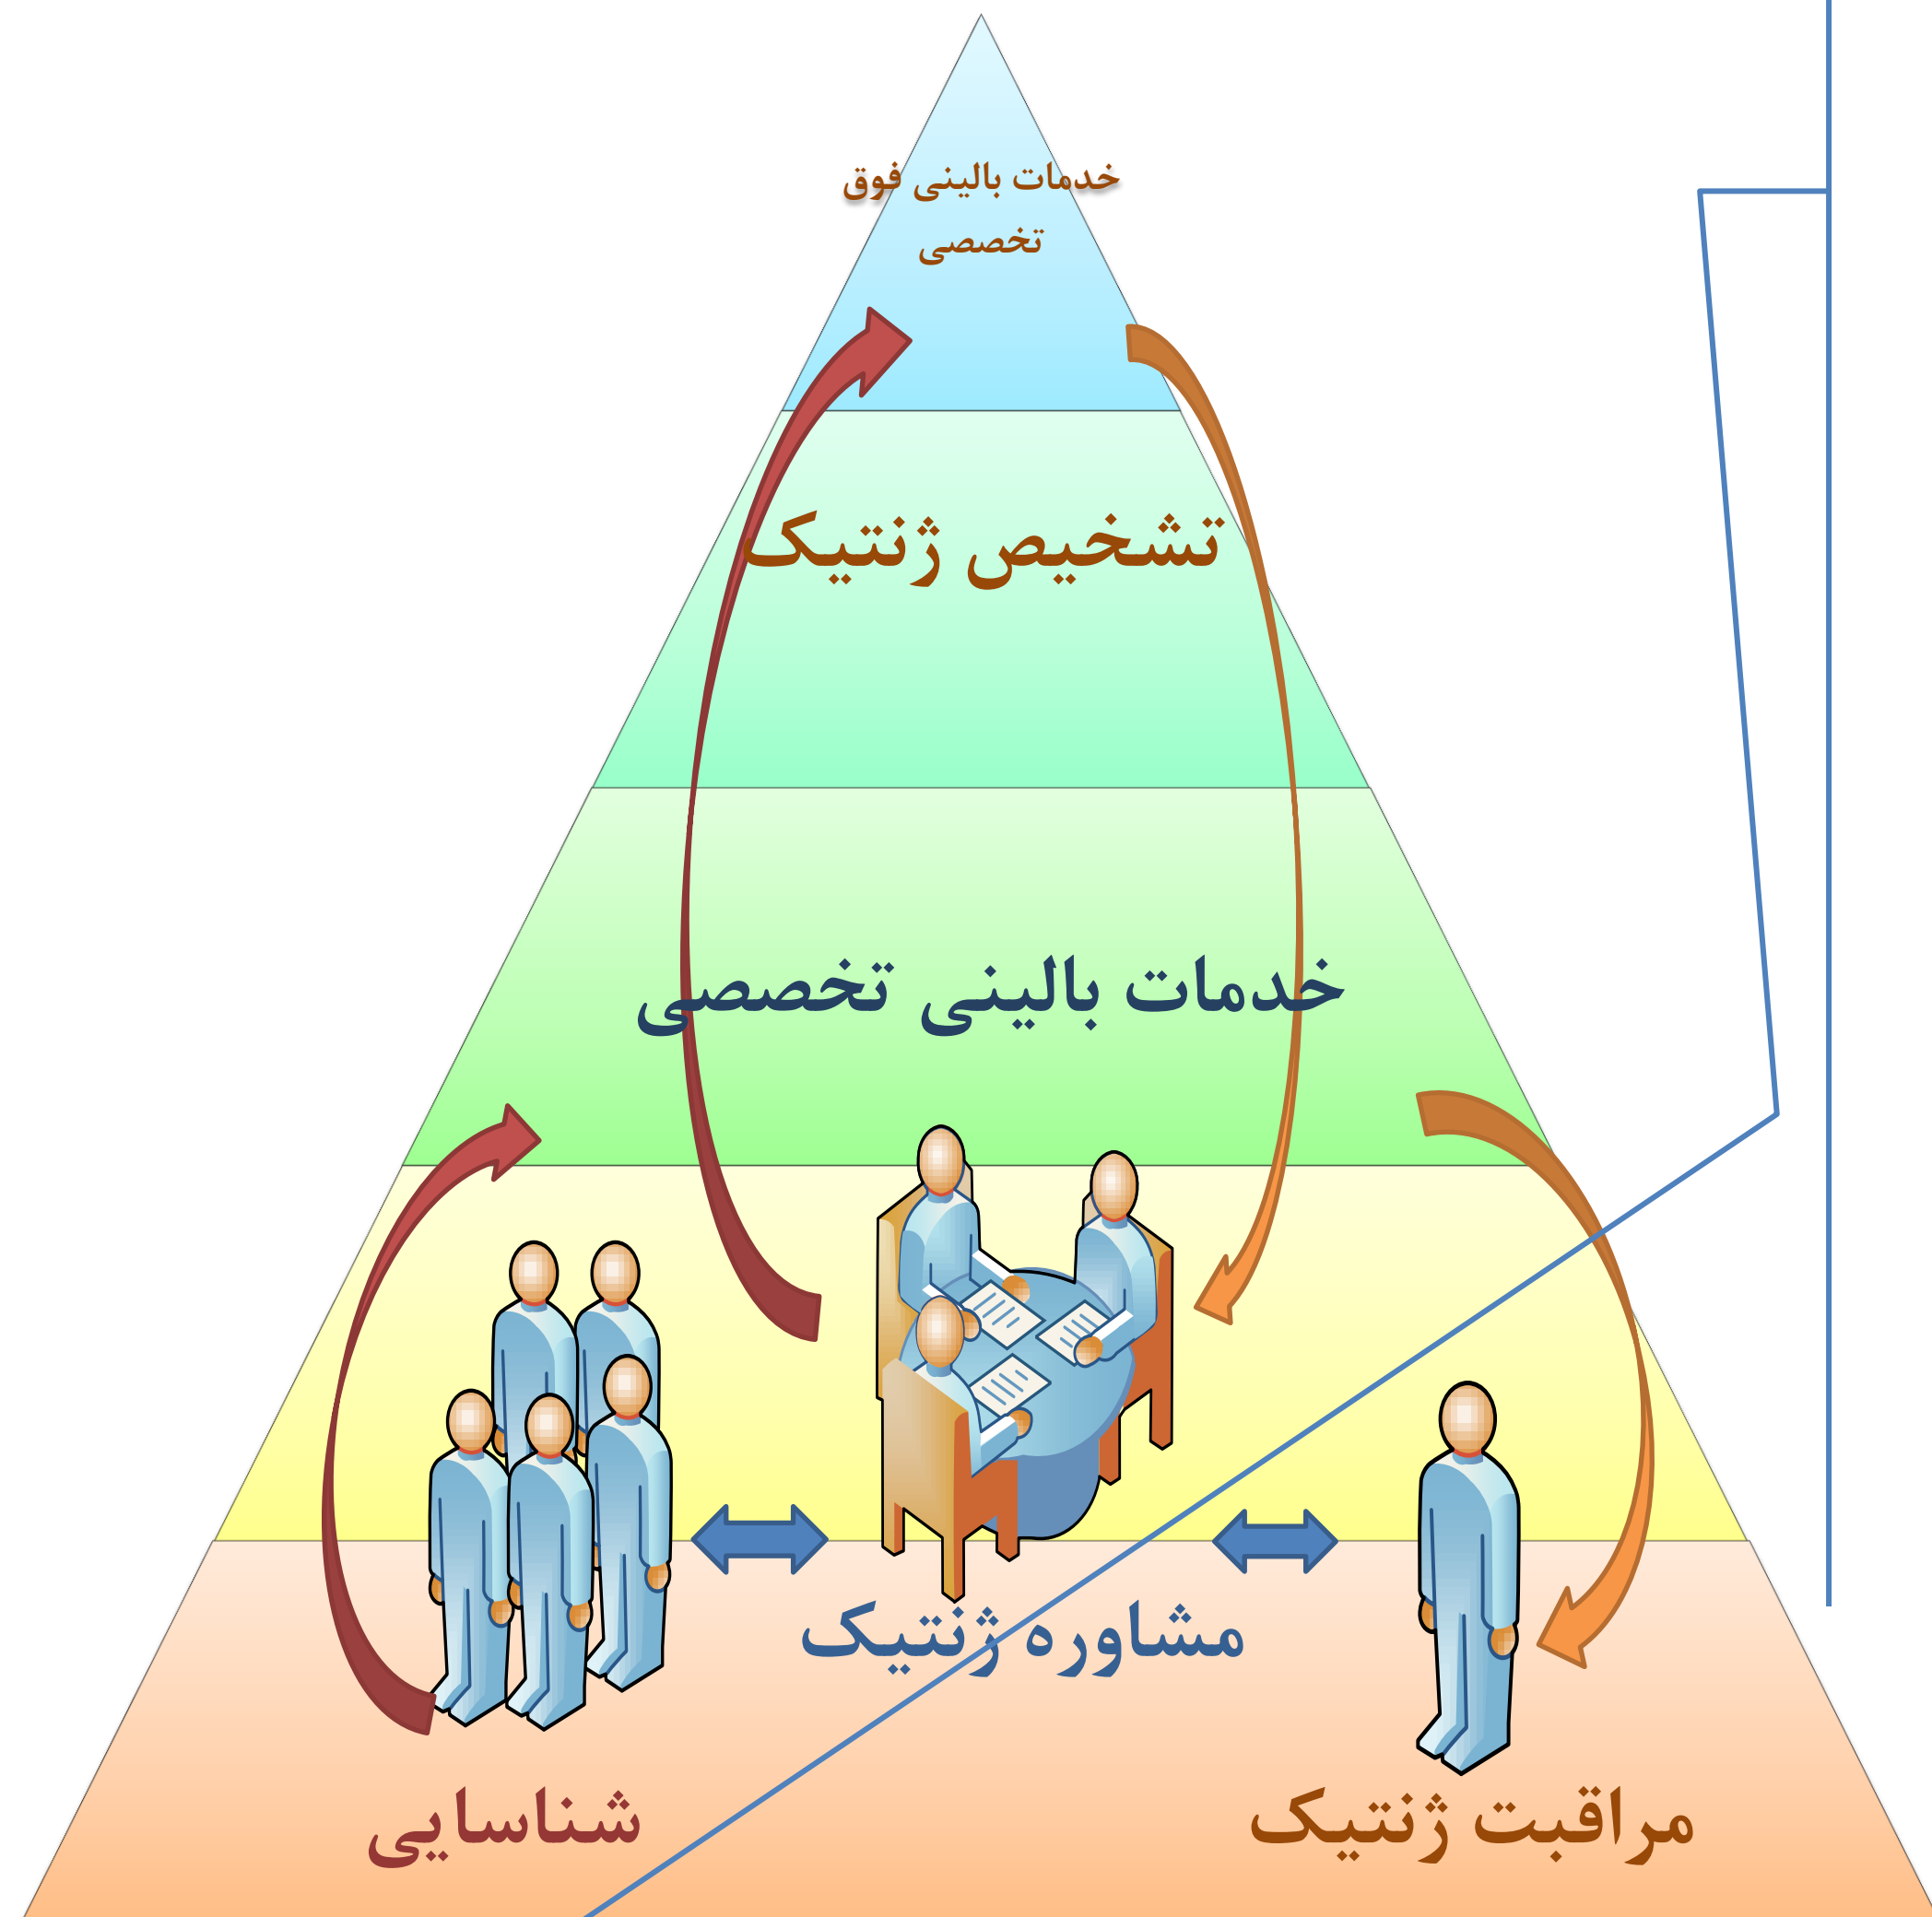 خدمات بالینی فوق
تخصصی
تشخیص ژنتیک
خدمات بالینی تخصصی
مشاوره ژنتیک
مراقبت ژنتیک
شناسایی